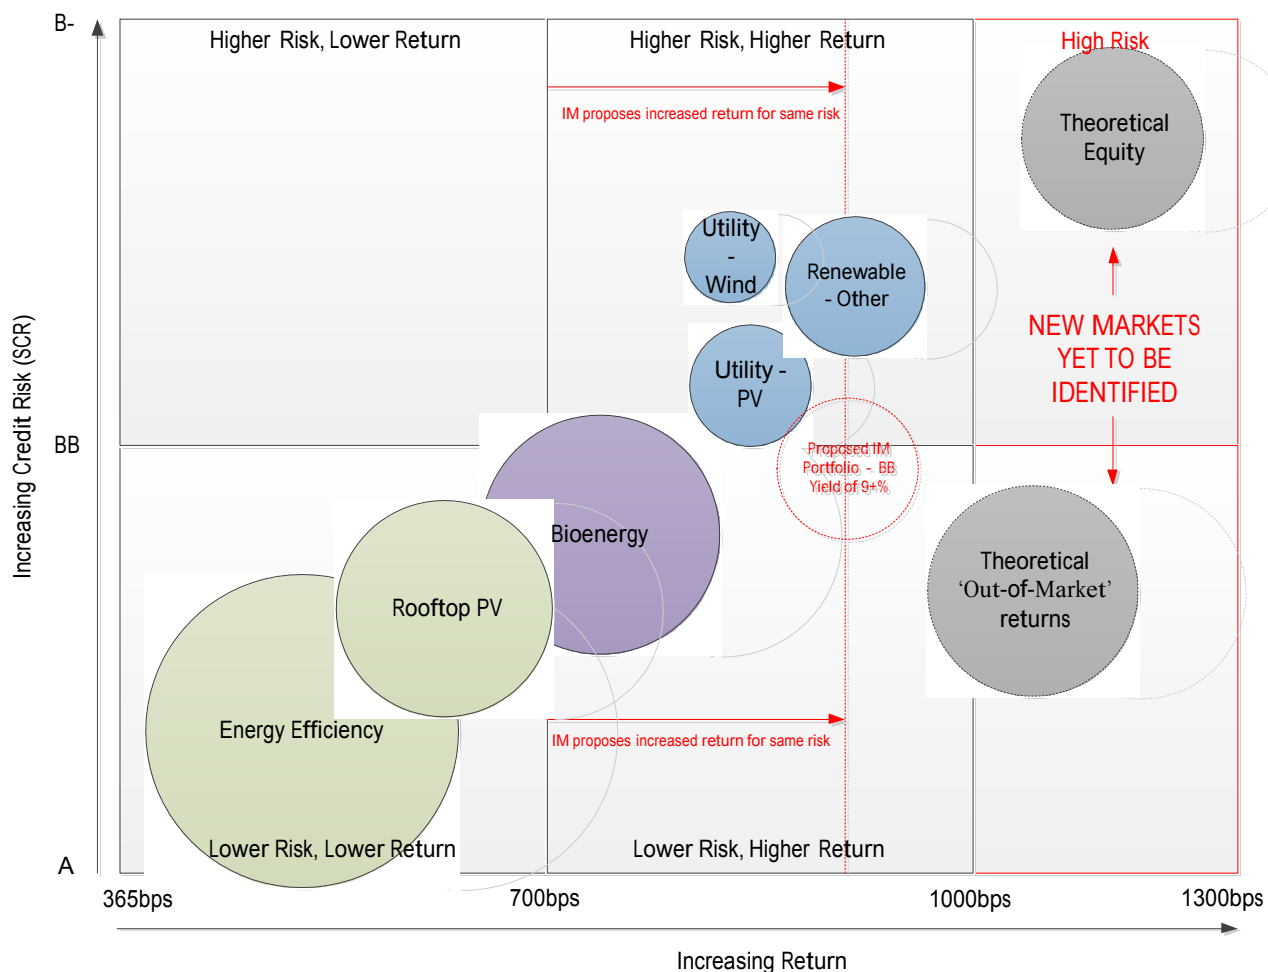 B-
Higher Risk, Lower Return
Higher Risk, Higher Return
High Risk
IM proposes increased return for same risk
Theoretical
Equity
Utility
-
Wind
Renewable
- Other
NEW MARKETS
YET TO BE
IDENTIFIED
Utility -
PV
Increasing Credit Risk (SCR)
BB
Proposed IM
Portfolio - BB
Yield of 9+%
Bioenergy
Theoretical
‘Out-of-Market’
returns
Rooftop PV
Energy Efficiency
IM proposes increased return for same risk
Lower Risk, Lower Return
Lower Risk, Higher Return
A
365bps
700bps
1000bps
1300bps
Increasing Return